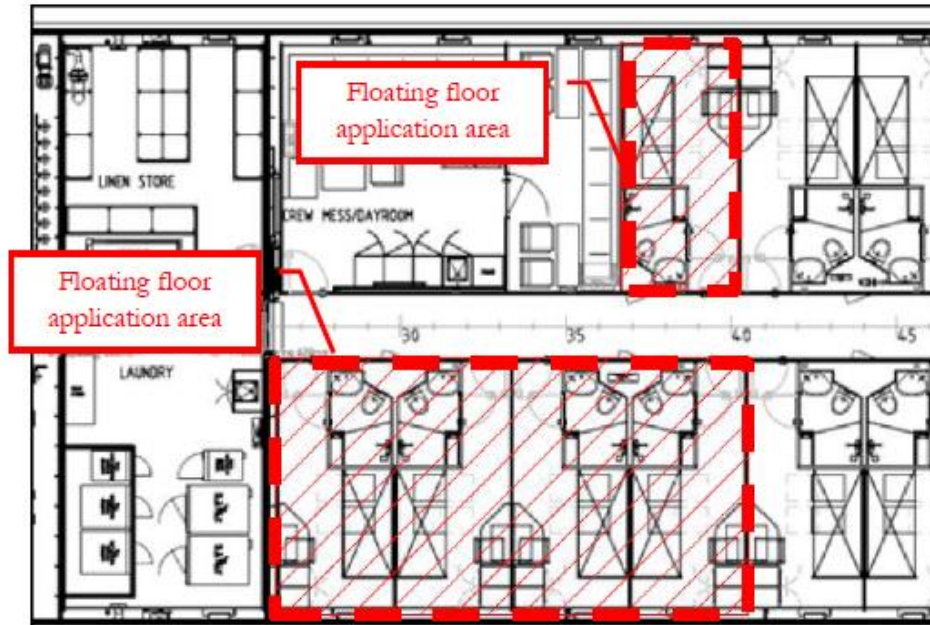 Floating floor
application area
LINEN STORE
CREW MESS/DAYROOM
Floating floor
application area
30
35
40
45
LAUNDRY